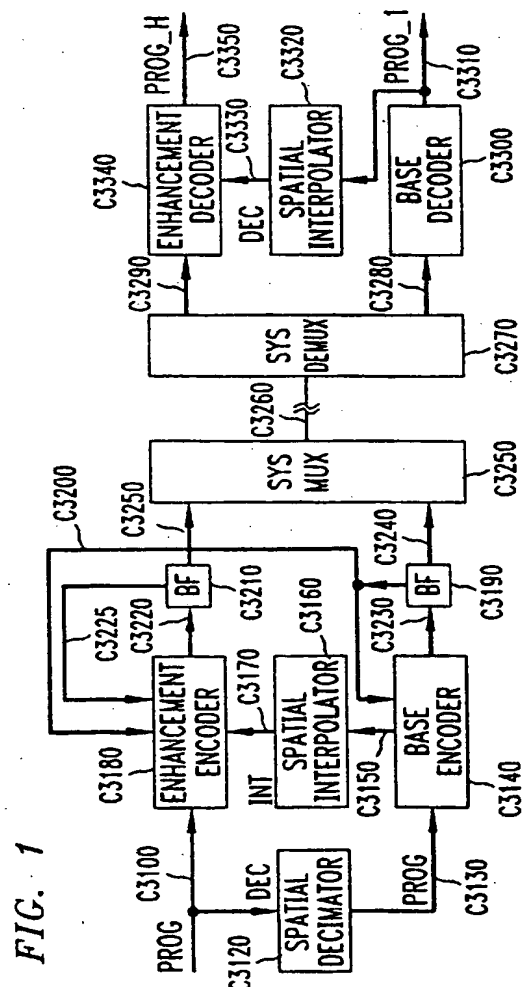 FIG. 1
PROG
C3100
DEC
C3120
SPATIAL
DECIMATOR
PROG
C3130
C3180
ENHANCEMENT
ENCODER
C3225
C3200
C3220
BF
C3210
C3250
INT
C3170
SPATIAL
INTERPOLATOR
C3160
C3150
BASE
ENCODER
C3140
C3230
BF
C3190
C3240
SYS
MUX
C3250
C3260
SYS
DEMUX
C3270
C3290
C3280
C3340
ENHANCEMENT
DECODER
PROG_H
C3350
DEC
C3330
SPATIAL
INTERPOLATOR
C3320
BASE
DECODER
C3300
PROG_1
C3310